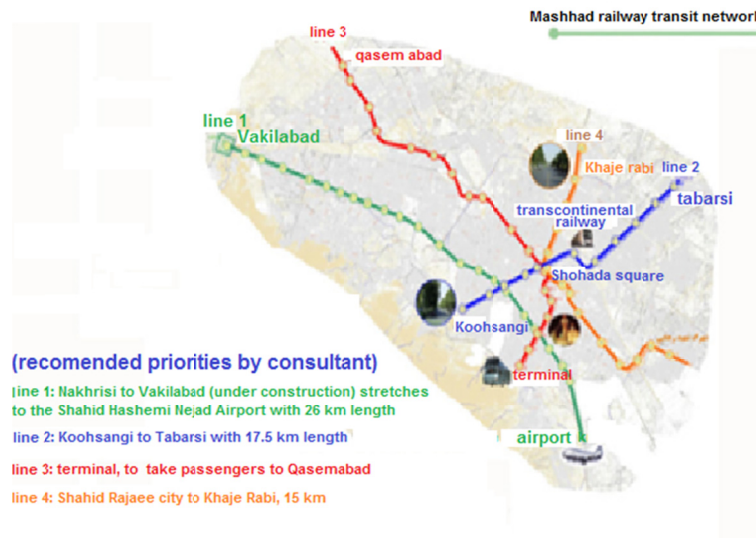 Mashhad railway transit network
line 3
qasem abad
line 1
Vakilabad
line 4
Khaje rabi
line 2
tabarsi
transcontinental
railway
Shohada square
Koohsangi
terminal
airport
(recomended priorities by consultant)
line 1: Nakhrisi to Vakilabad (under construction) stretches
to the Shahid Hashemi Nejad Airport with 26 km length
line 2: Koohsangi to Tabarsi with 17.5 km length
line 3: terminal, to take passengers to Qasemabad
line 4: Shahid Rajaee city to Khaje Rabi, 15 km